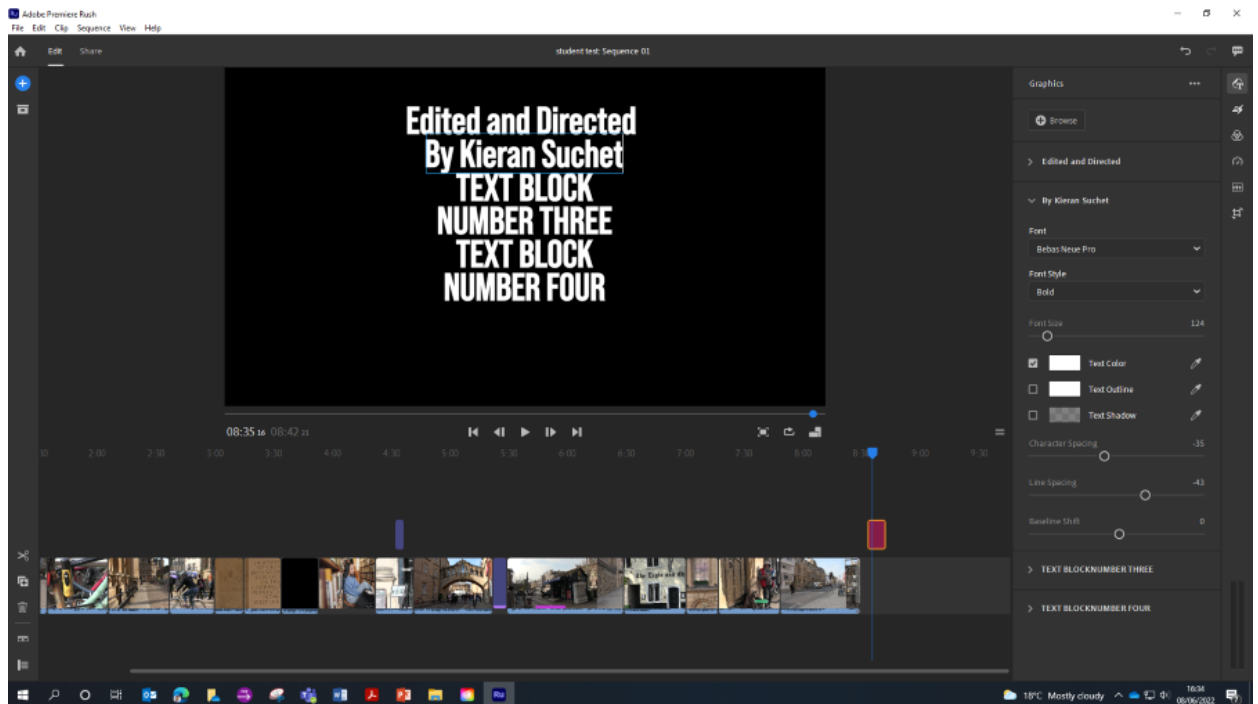 Ru Adobe Premiere Rush
File Edit Clip Sequence View Help
Edit Share
student test: Sequence 01
Edited and Directed
By Kieran Suchet
TEXT BLOCK
NUMBER THREE
TEXT BLOCK
NUMBER FOUR
08:35 16 08:42 21
2:00 2:30 3:00 3:30 4:00 4:30 5:00 5:30 6:00 6:30 7:00 7:30 8:00 9:00 9:30
Graphics
Browse
Edited and Directed
By Kieran Suchet
Font
Bebas Neue Pro
Font Style
Bold
Font Size 124
Text Color
Text Outline
Text Shadow
Character Spacing -35
Line Spacing -43
Baseline Shift 0
TEXT BLOCKNUMBER THREE
TEXT BLOCKNUMBER FOUR
Ru
18°C Mostly cloudy
16:34
08/06/2022